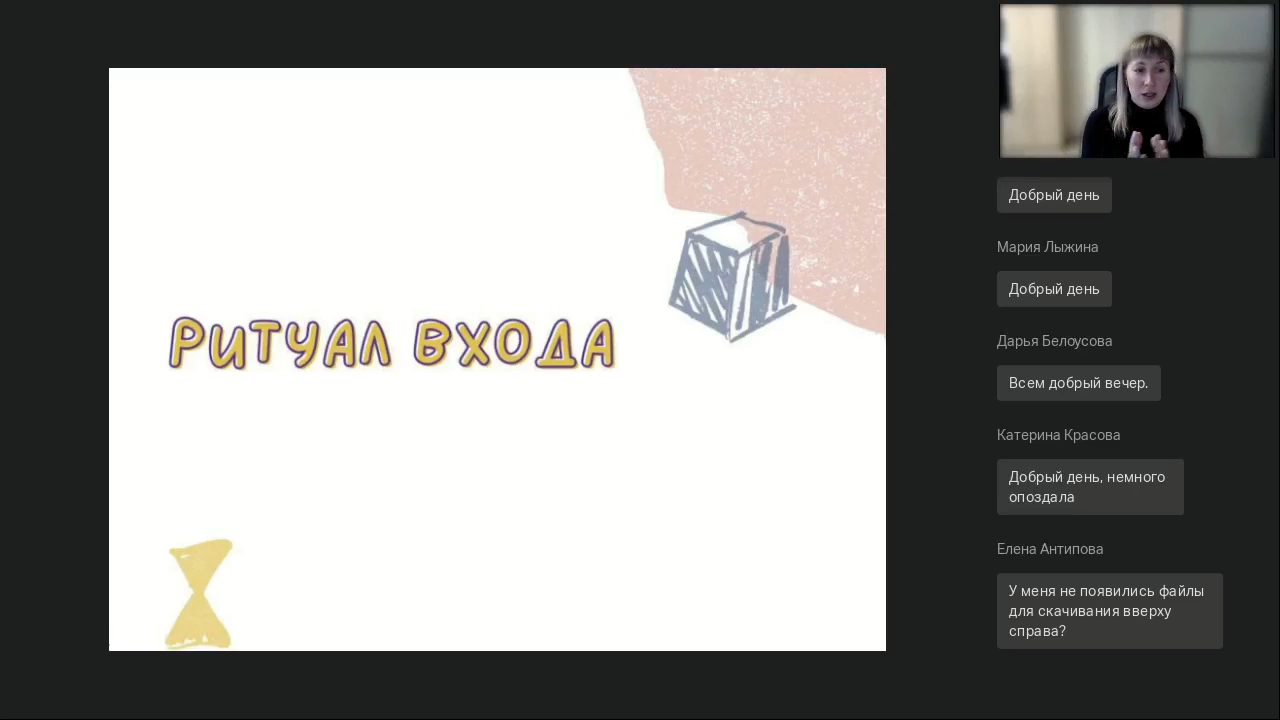 РИТУАЛ ВХОДА
Добрый день
Мария Лыжина
Добрый день
Дарья Белоусова
Всем добрый вечер.
Катерина Красова
Добрый день, немного
опоздала
Елена Антипова
У меня не появились файлы
для скачивания вверху
справа?